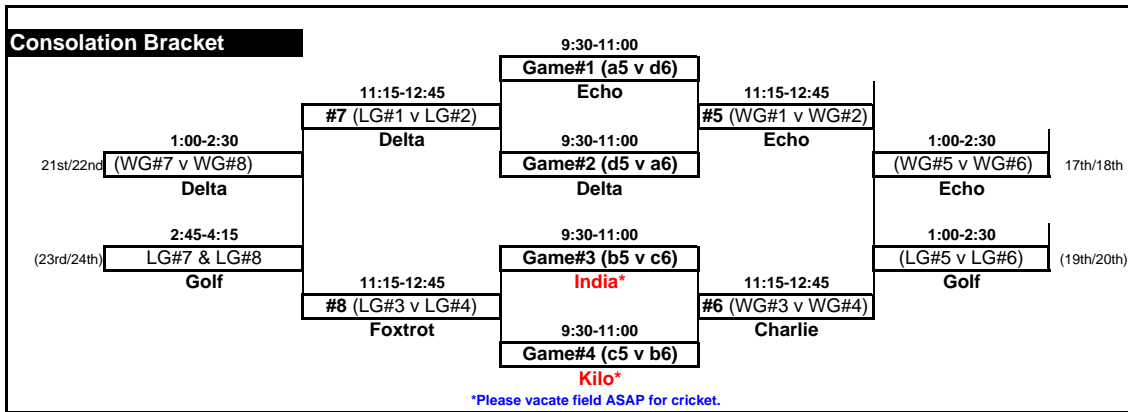 Consolation Bracket
9:30-11:00
Game#1 (a5 v d6)
Echo
11:15-12:45
11:15-12:45
#7 (LG#1 v LG#2)
#5 (WG#1 v WG#2)
Delta
Echo
1:00-2:30
9:30-11:00
1:00-2:30
21st/22nd (WG#7 v WG#8)
Game#2 (d5 v a6)
(WG#5 v WG#6) 17th/18th
Delta
Delta
Echo
2:45-4:15
9:30-11:00
1:00-2:30
(23rd/24th) LG#7 & LG#8
Game#3 (b5 v c6)
(LG#5 v LG#6) (19th/20th)
Golf
India*
Golf
11:15-12:45
11:15-12:45
#8 (LG#3 v LG#4)
#6 (WG#3 v WG#4)
Foxtrot
Charlie
9:30-11:00
Game#4 (c5 v b6)
Kilo*
*Please vacate field ASAP for cricket.